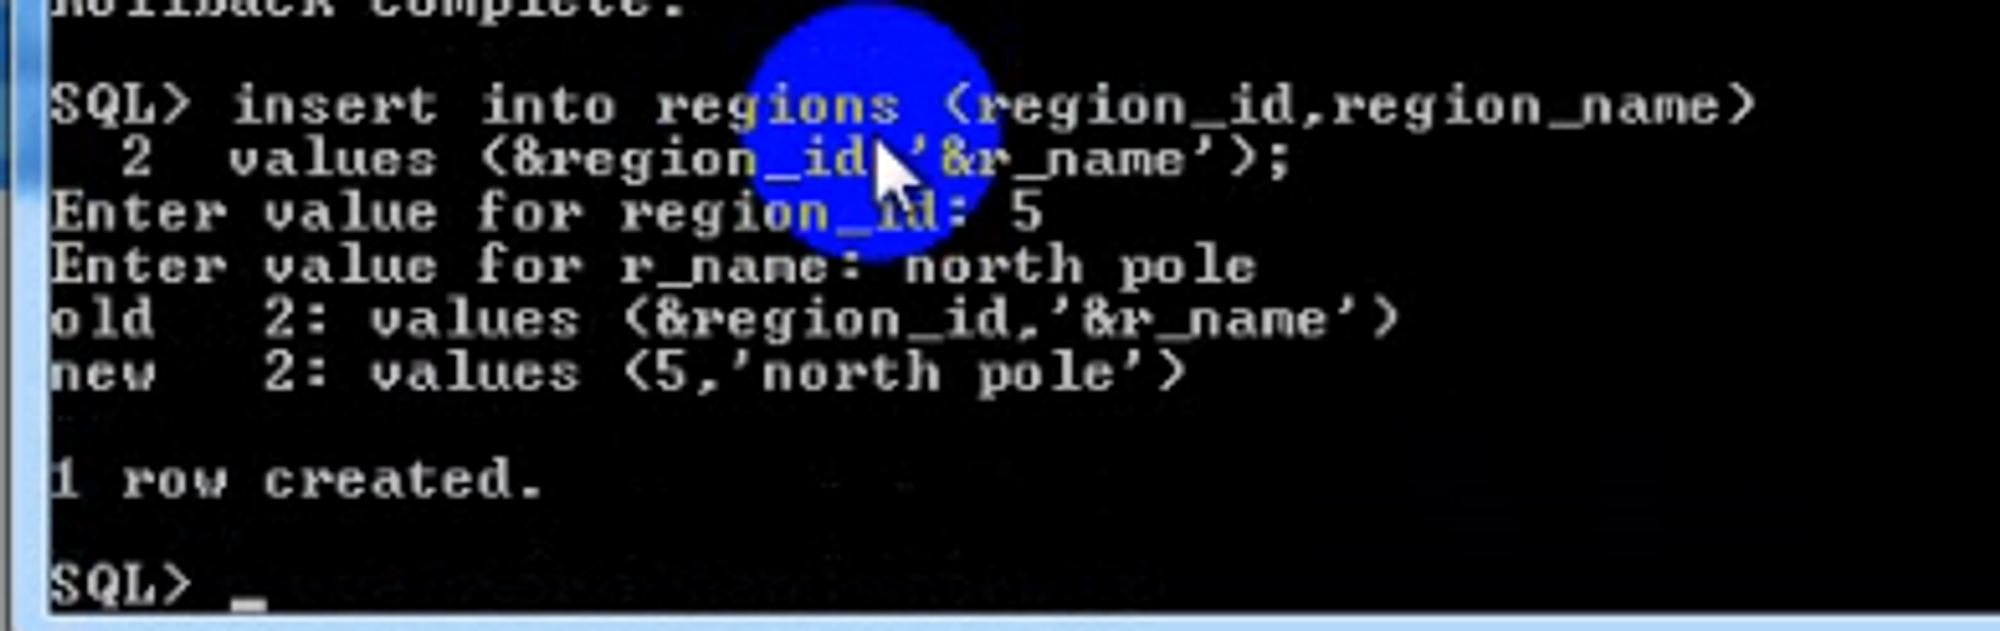 Rollback complete.
SQL> insert into regions (region_id,region_name)
2 values (&region_id,'&r_name');
Enter value for region_id: 5
Enter value for r_name: north pole
old 2: values (&region_id,'&r_name')
new 2: values (5,'north pole')
1 row created.
SQL> _